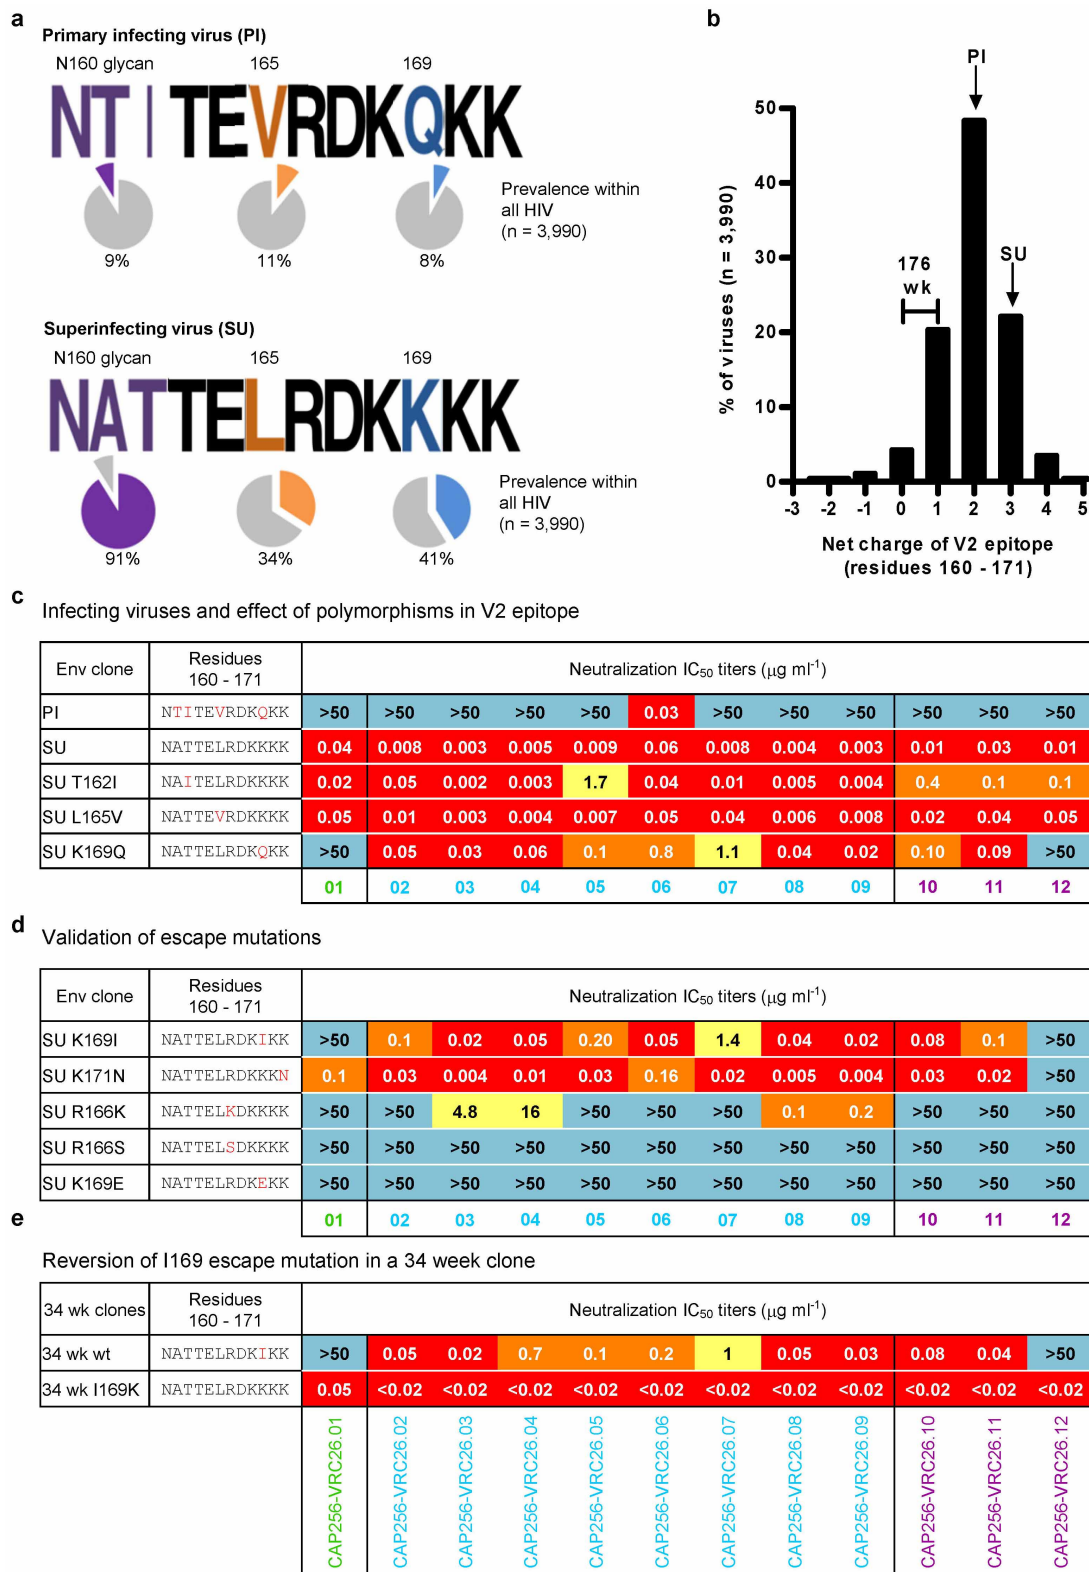 a
Primary infecting virus (PI)
N160 glycan 165 169
NTITEVRDKQKK
Prevalence within
all HIV
(n = 3,990)
9% 11% 8%
Superinfecting virus (SU)
N160 glycan 165 169
NATTELRDKKKK
Prevalence within
all HIV
(n = 3,990)
91% 34% 41%
b
PI
SU
176
wk
% of viruses (n = 3,990)
50
40
30
20
10
0
-3 -2 -1 0 1 2 3 4 5
Net charge of V2 epitope
(residues 160 - 171)
c Infecting viruses and effect of polymorphisms in V2 epitope
Env clone Residues 160 - 171 Neutralization IC50 titers (μg ml-1)
PI NTITEVRDKQKK >50 >50 >50 >50 >50 0.03 >50 >50 >50 >50 >50 >50
SU NATTELRDKKKK 0.04 0.008 0.003 0.005 0.009 0.06 0.008 0.004 0.003 0.01 0.03 0.01
SU T162I NAITELRDKKKK 0.02 0.05 0.002 0.003 1.7 0.04 0.01 0.005 0.004 0.4 0.1 0.1
SU L165V NATTEVRDKKKK 0.05 0.01 0.003 0.004 0.007 0.05 0.04 0.006 0.008 0.02 0.04 0.05
SU K169Q NATTELRDKQKK >50 0.05 0.03 0.06 0.1 0.8 1.1 0.04 0.02 0.10 0.09 >50
01 02 03 04 05 06 07 08 09 10 11 12
d Validation of escape mutations
Env clone Residues 160 - 171 Neutralization IC50 titers (μg ml-1)
SU K169I NATTELRDKIKK >50 0.1 0.02 0.05 0.20 0.05 1.4 0.04 0.02 0.08 0.1 >50
SU K171N NATTELRDKKKN 0.1 0.03 0.004 0.01 0.03 0.16 0.02 0.005 0.004 0.03 0.02 >50
SU R166K NATTELKDKKKK >50 >50 4.8 16 >50 >50 >50 0.1 0.2 >50 >50 >50
SU R166S NATTELSDKKKK >50 >50 >50 >50 >50 >50 >50 >50 >50 >50 >50 >50
SU K169E NATTELRDKEKK >50 >50 >50 >50 >50 >50 >50 >50 >50 >50 >50 >50
01 02 03 04 05 06 07 08 09 10 11 12
e
Reversion of I169 escape mutation in a 34 week clone
34 wk clones Residues 160 - 171 Neutralization IC50 titers (μg ml-1)
34 wk wt NATTELRDKIKK >50 0.05 0.02 0.7 0.1 0.2 1 0.05 0.03 0.08 0.04 >50
34 wk I169K NATTELRDKKKK 0.05 <0.02 <0.02 <0.02 <0.02 <0.02 <0.02 <0.02 <0.02 <0.02 <0.02 <0.02
CAP256-VRC26.01
CAP256-VRC26.02
CAP256-VRC26.03
CAP256-VRC26.04
CAP256-VRC26.05
CAP256-VRC26.06
CAP256-VRC26.07
CAP256-VRC26.08
CAP256-VRC26.09
CAP256-VRC26.10
CAP256-VRC26.11
CAP256-VRC26.12